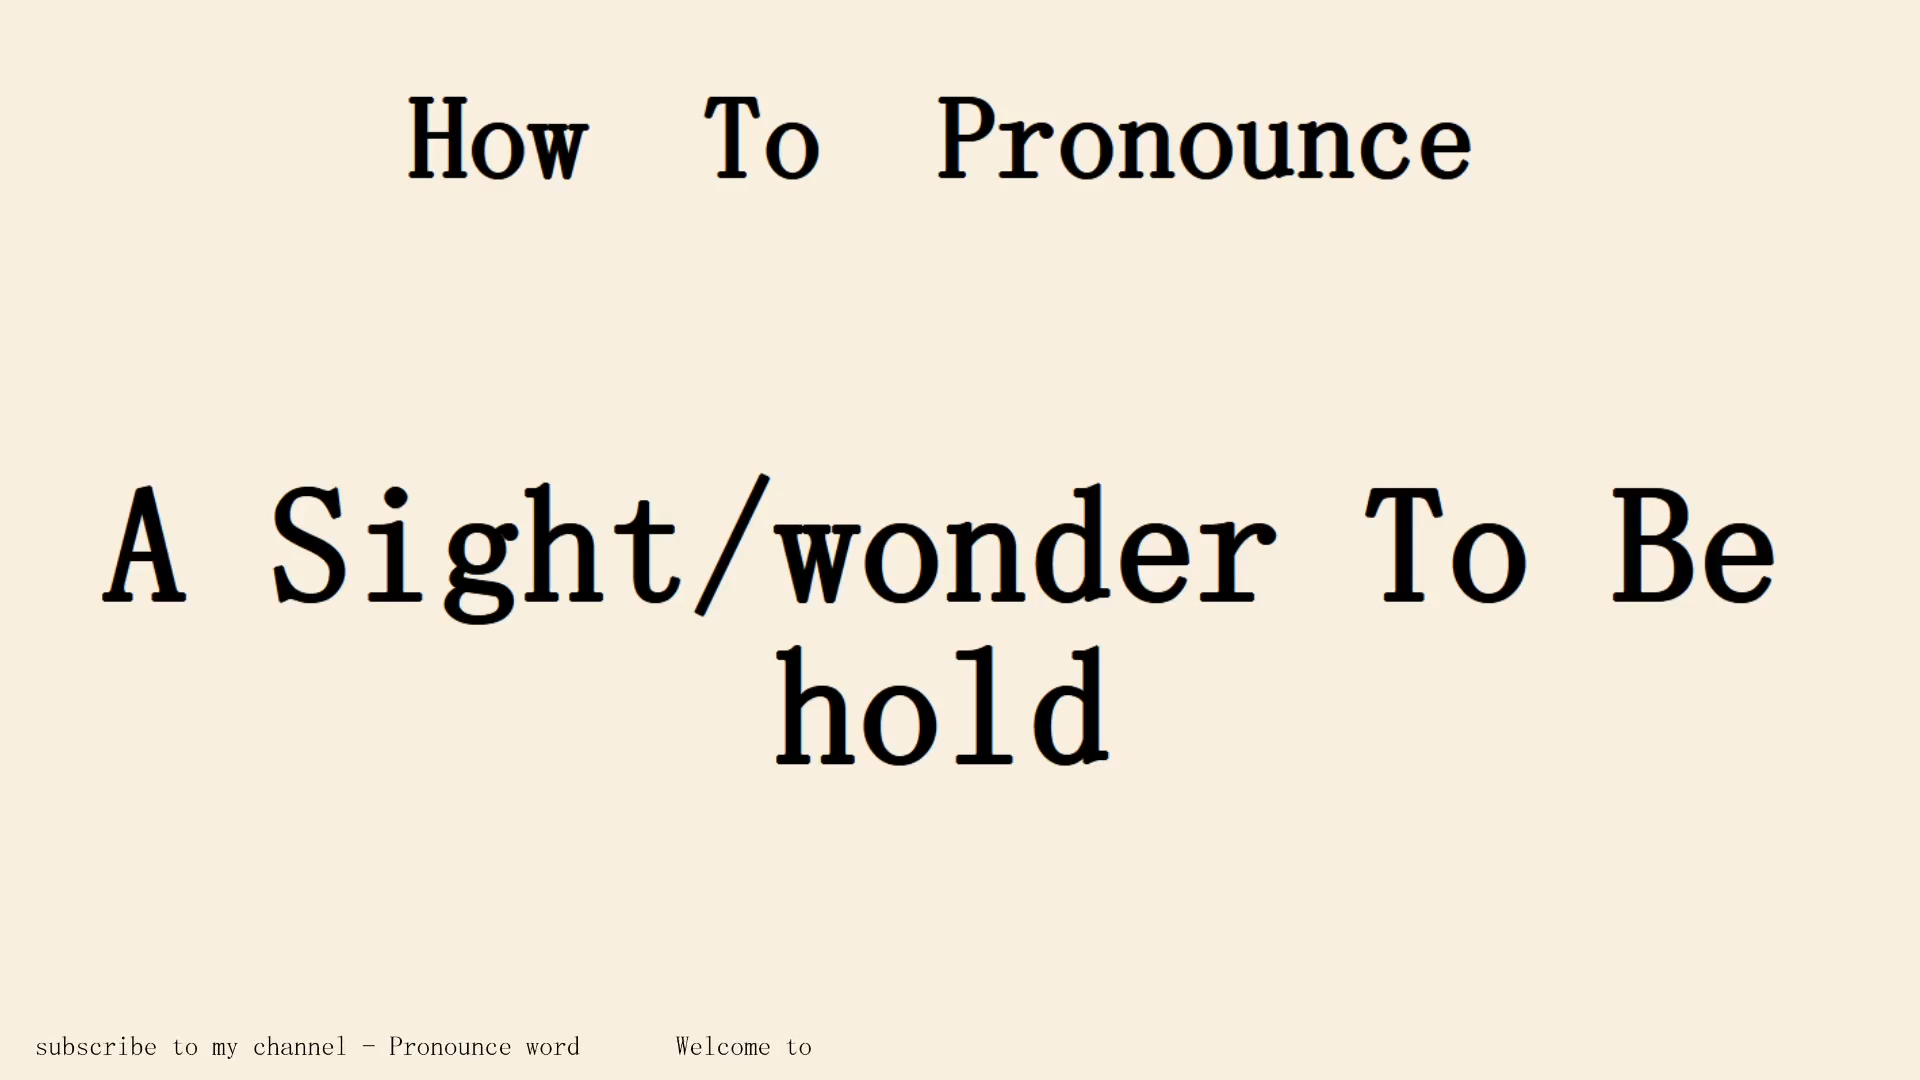 How To Pronounce
A Sight/wonder To Be
hold
subscribe to my channel - Pronounce word Welcome to